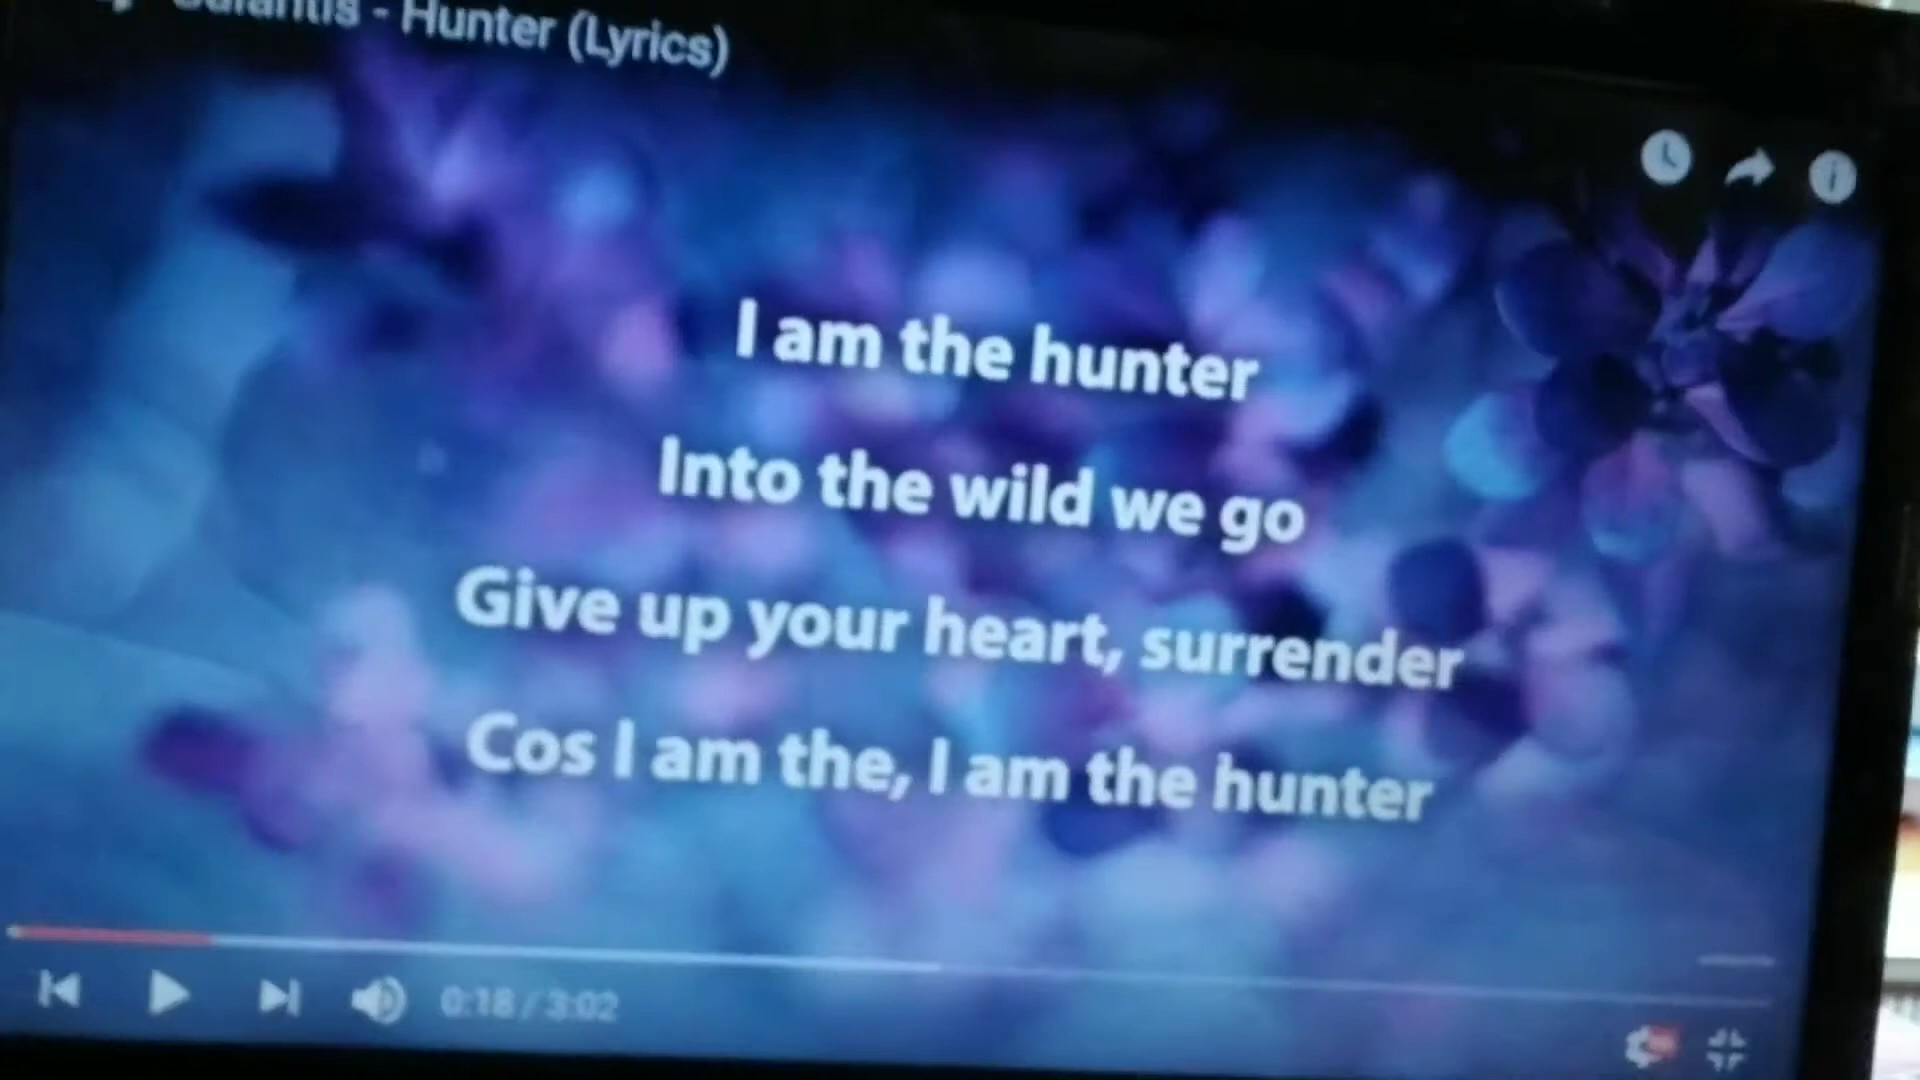 - Hunter (Lyrics)
I am the hunter
Into the wild we go
Give up your heart, surrender
Cos I am the, I am the hunter
0:18 / 3:02